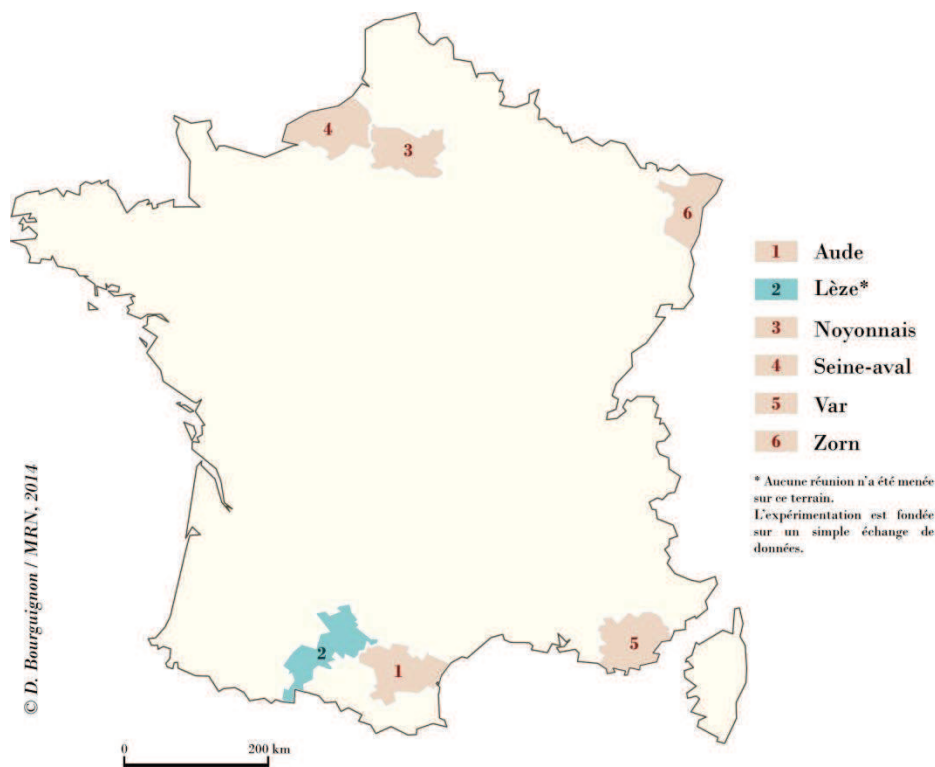 4
3
6
1 Aude
2 Lèze*
3 Noyonnais
4 Seine-aval
5 Var
6 Zorn
* Aucune réunion n'a été menée
sur ce terrain.
L'expérimentation est fondée
sur un simple échange de
données.
© D. Bourguignon / MRN, 2014
2
1
5
0 200 km